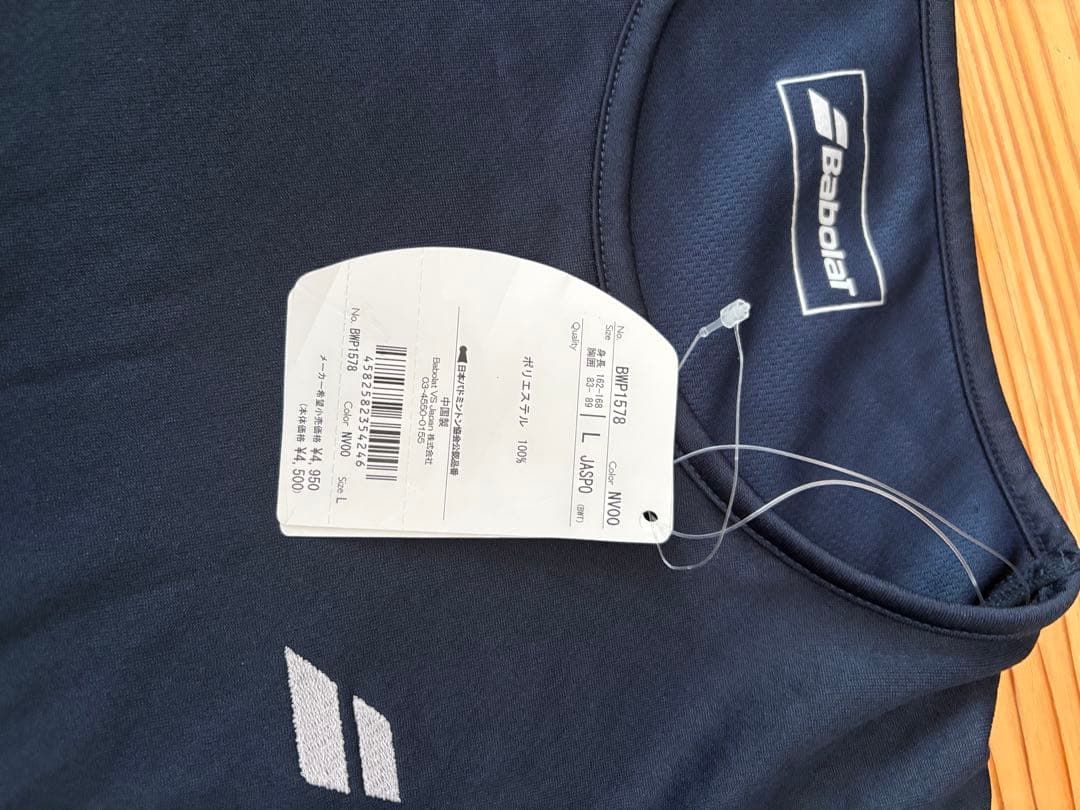 Babolat
No. BWP1578 Color NV00
Size 身長 162-168 胸囲 83-89 L JASPO (BWT)
Quality
ポリエステル 100%
日本バドミントン協会公認品番
中国製
Babolat VS Japan 株式会社
03-4550-0155
4582582354246
No. BWP1578 Color NV00 Size L
メーカー希望小売価格 ¥4,950
(本体価格 ¥4,500)